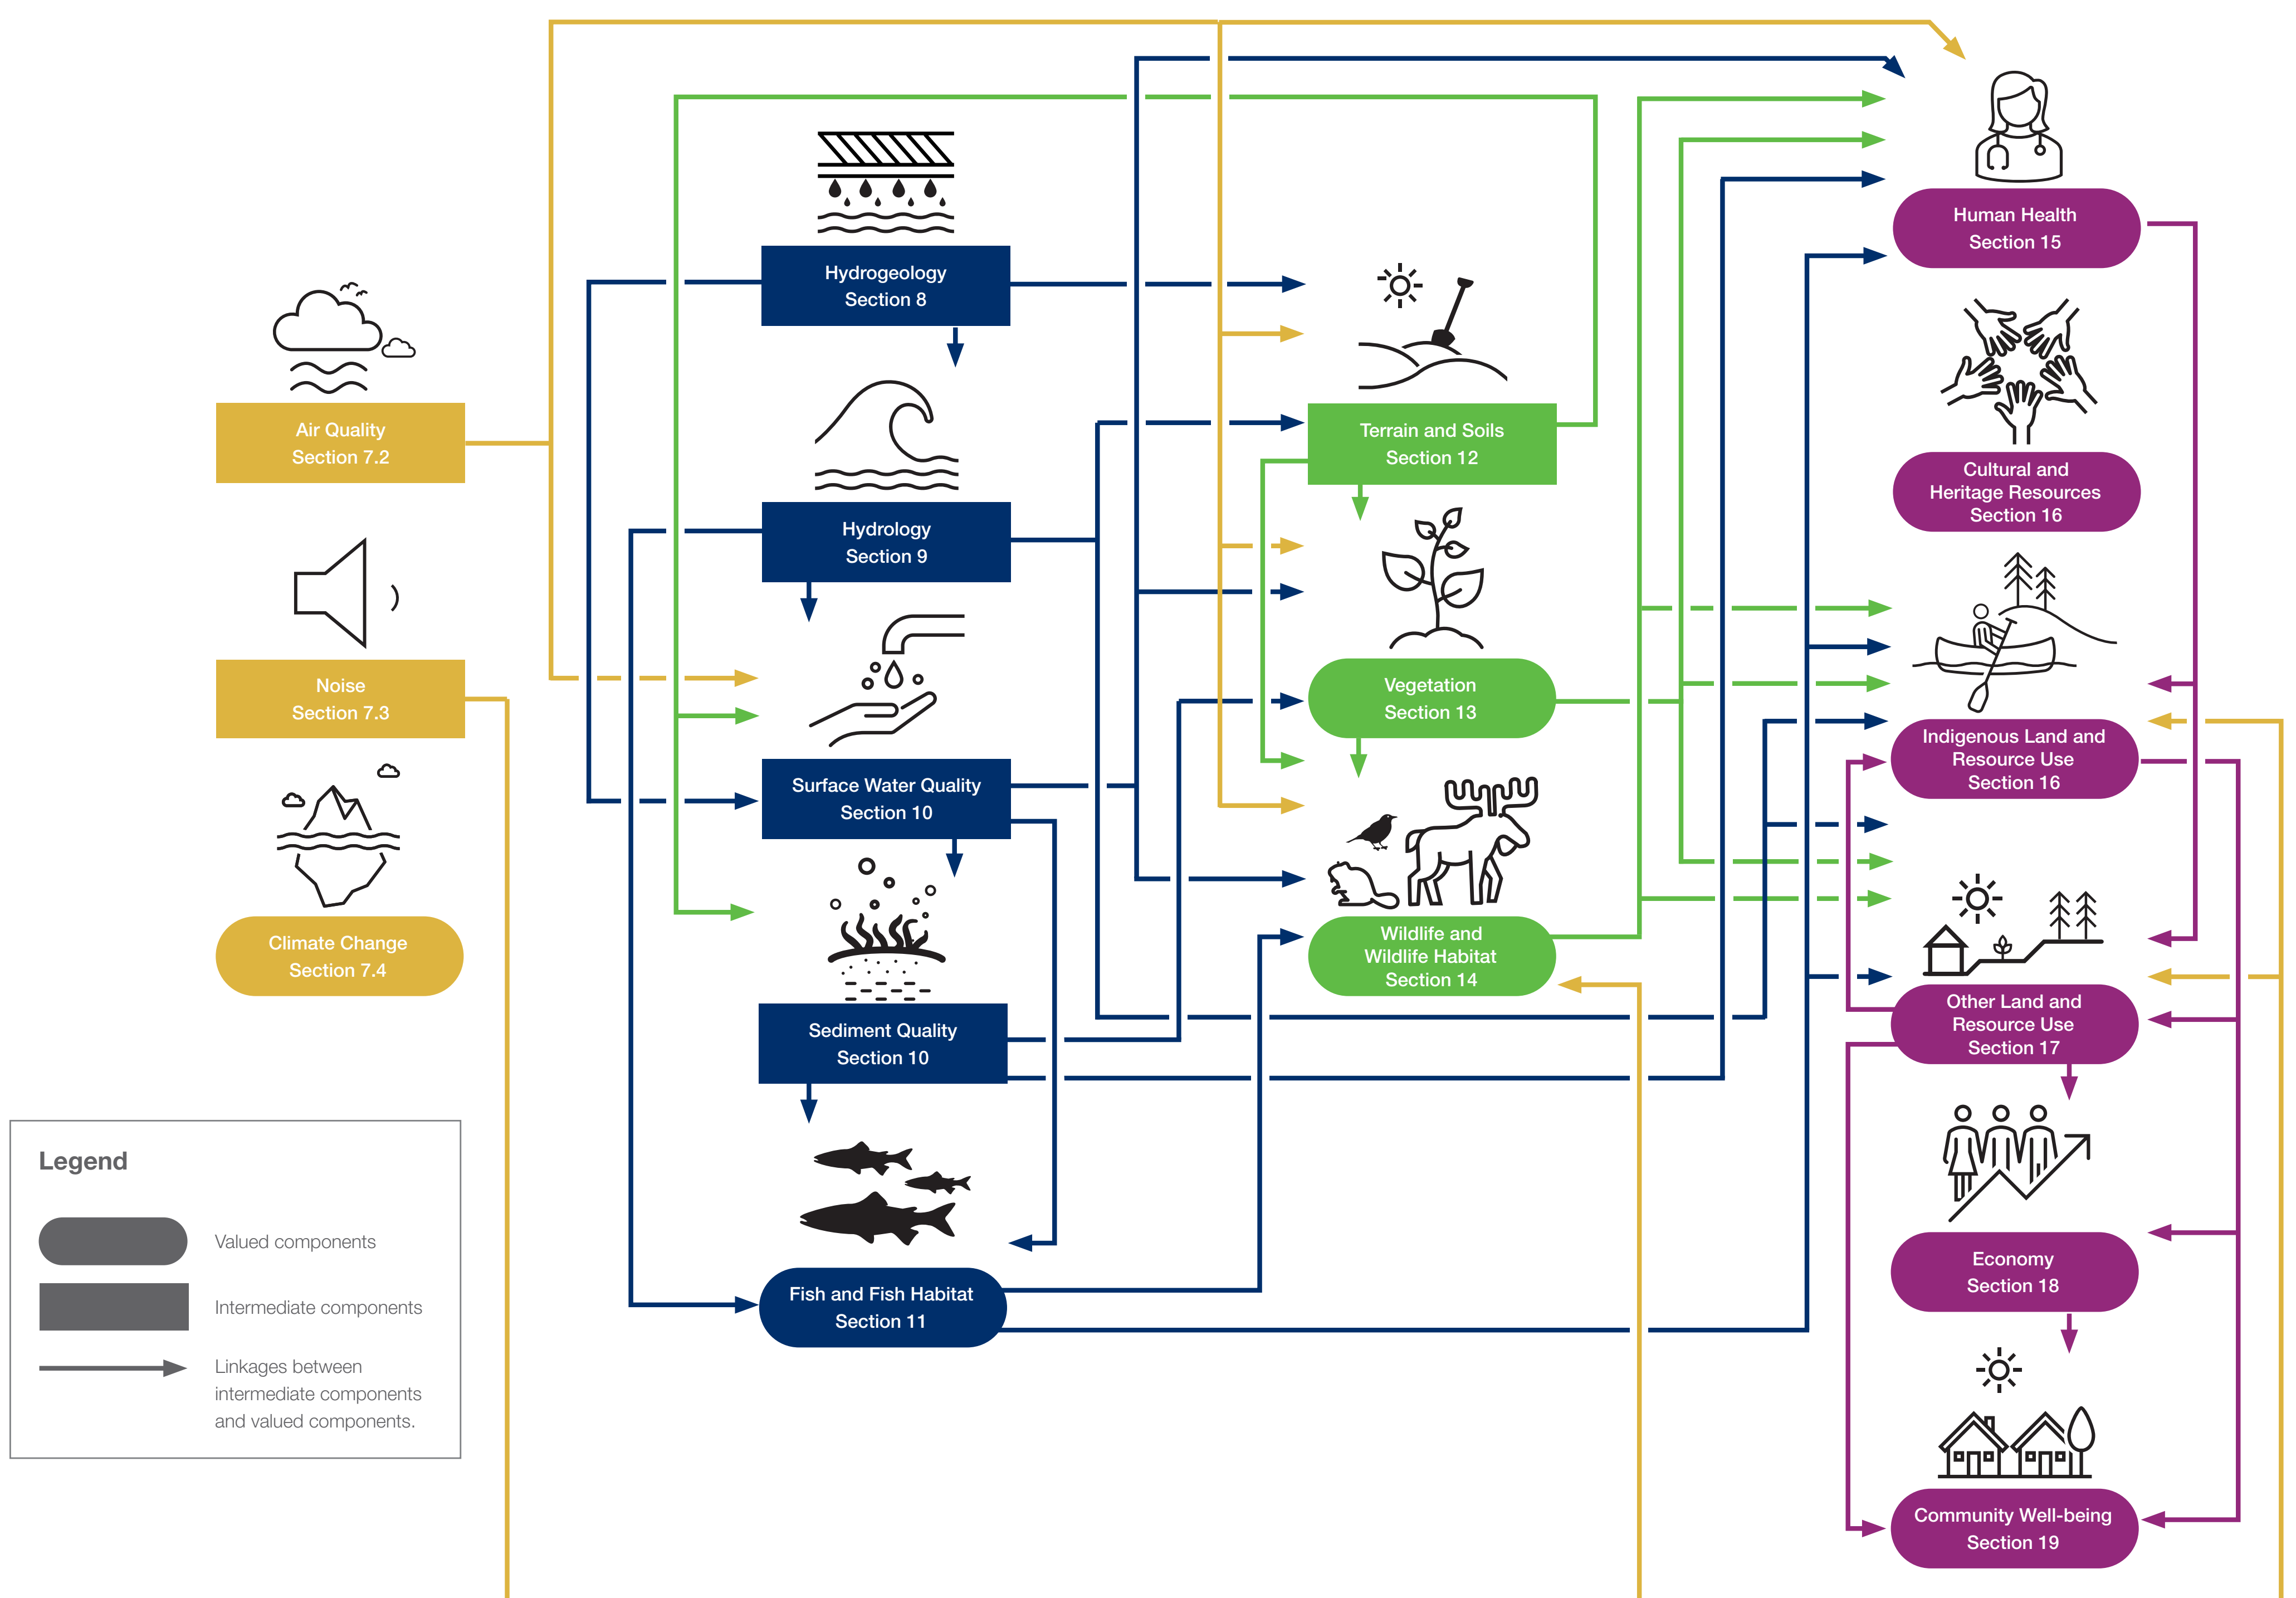 Air Quality
Section 7.2
Noise
Section 7.3
Climate Change
Section 7.4
Hydrogeology
Section 8
Hydrology
Section 9
Surface Water Quality
Section 10
Sediment Quality
Section 10
Fish and Fish Habitat
Section 11
Terrain and Soils
Section 12
Vegetation
Section 13
Wildlife and
Wildlife Habitat
Section 14
Human Health
Section 15
Cultural and
Heritage Resources
Section 16
Indigenous Land and
Resource Use
Section 16
Other Land and
Resource Use
Section 17
Economy
Section 18
Community Well-being
Section 19
Legend
Valued components
Intermediate components
Linkages between
intermediate components
and valued components.